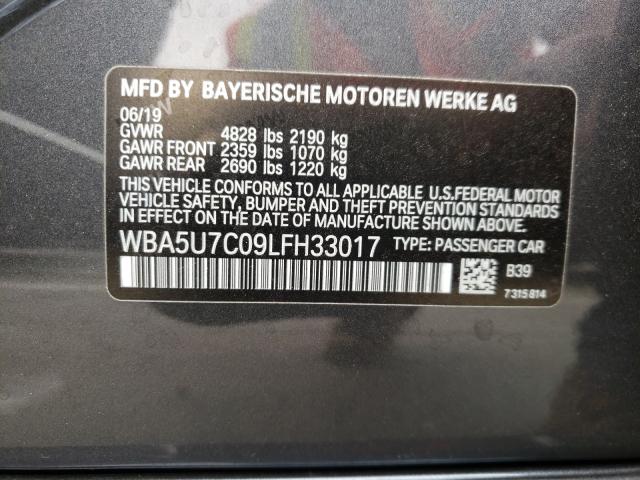 MFD BY BAYERISCHE MOTOREN WERKE AG
06/19
GVWR 4828 lbs 2190 kg
GAWR FRONT 2359 lbs 1070 kg
GAWR REAR 2690 lbs 1220 kg
THIS VEHICLE CONFORMS TO ALL APPLICABLE U.S.FEDERAL MOTOR
VEHICLE SAFETY, BUMPER AND THEFT PREVENTION STANDARDS
IN EFFECT ON THE DATE OF MANUFACTURE SHOWN ABOVE.
WBA5U7C09LFH33017 TYPE: PASSENGER CAR
B39
7315814